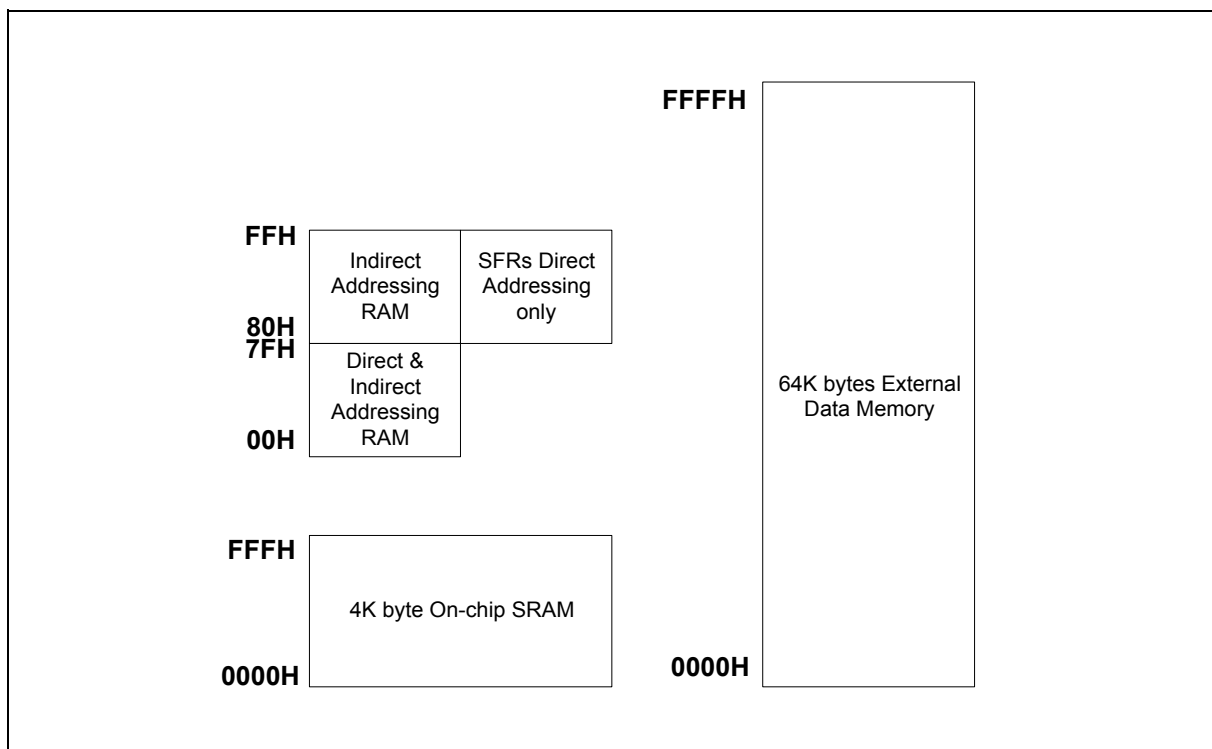 FFFFH
FFH
Indirect
Addressing
RAM
SFRs Direct
Addressing
only
80H
7FH
Direct &
Indirect
Addressing
RAM
00H
64K bytes External
Data Memory
FFFH
4K byte On-chip SRAM
0000H
0000H